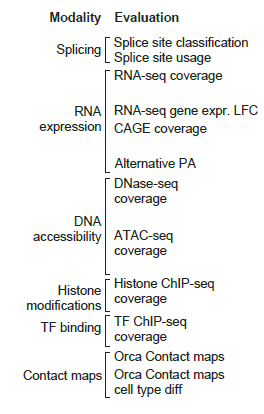 Modality Evaluation
Splicing
Splice site classification
Splice site usage
RNA
expression
RNA-seq coverage
RNA-seq gene expr. LFC
CAGE coverage
Alternative PA
DNA
accessibility
DNase-seq
coverage
ATAC-seq
coverage
Histone
modifications
Histone ChIP-seq
coverage
TF binding
TF ChIP-seq
coverage
Contact maps
Orca Contact maps
Orca Contact maps
cell type diff